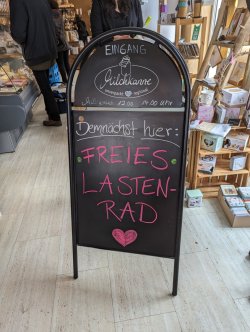 EINGANG
Milchkanne
Demnächst hier:
FREIES
LASTEN-
RAD